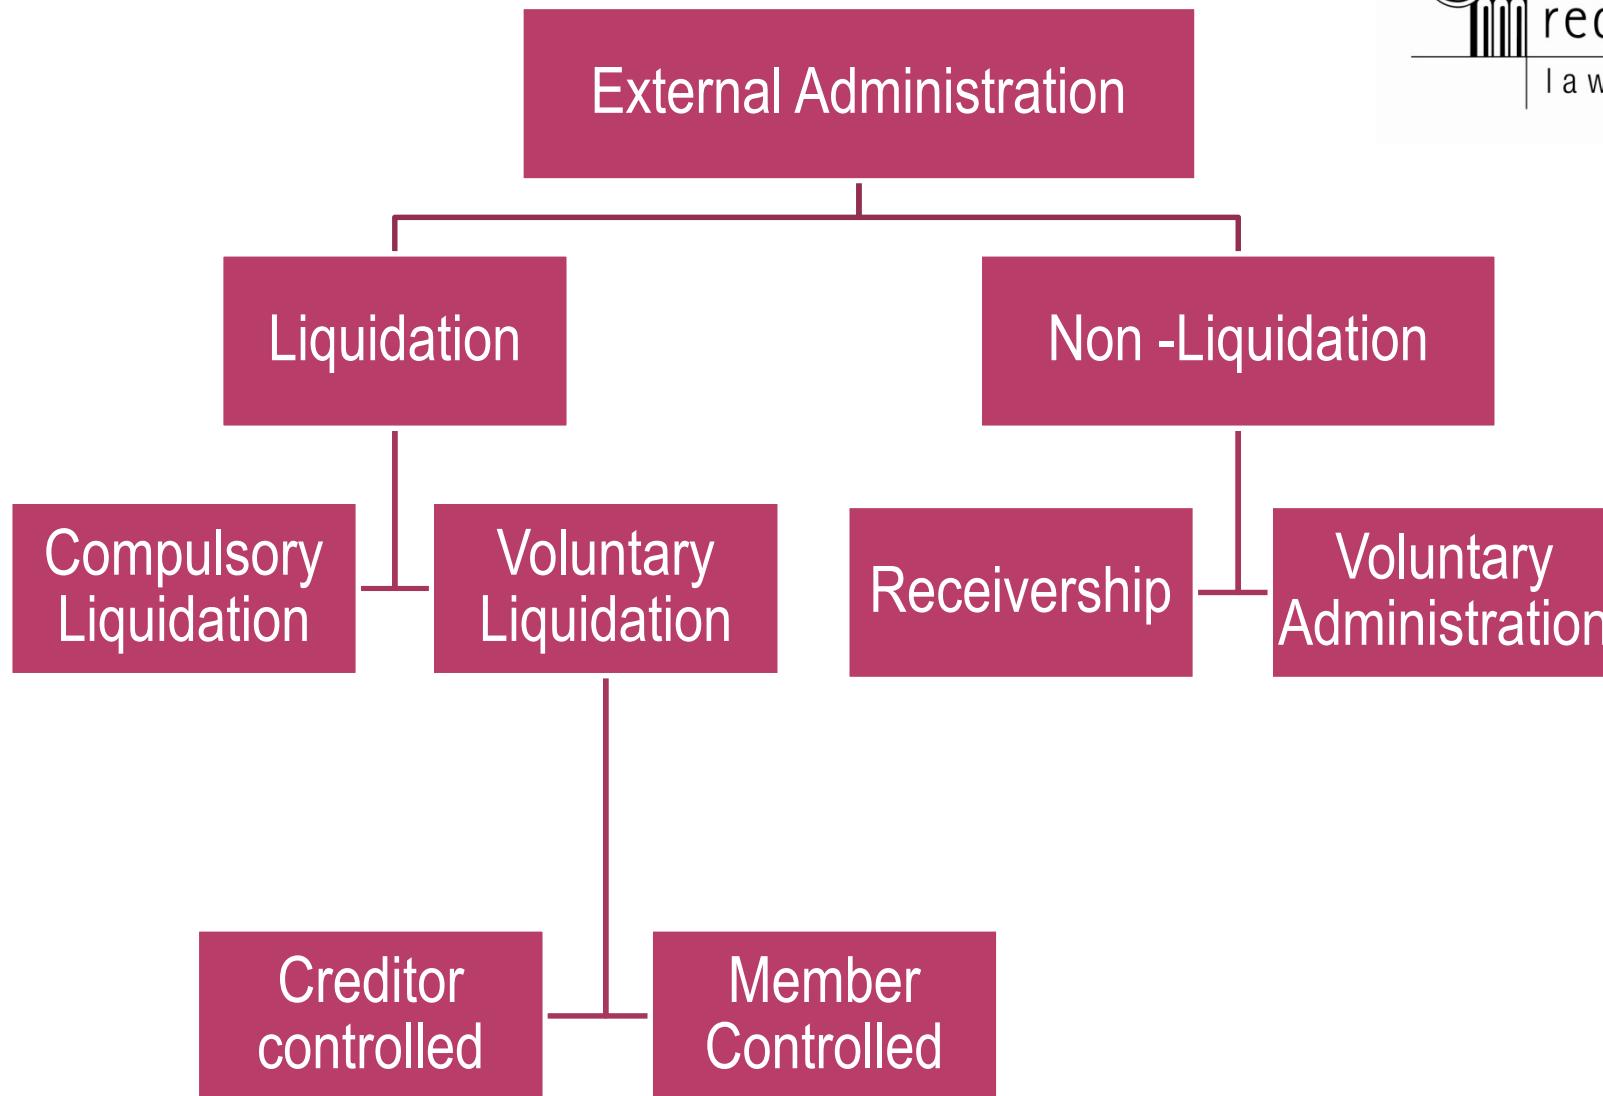 External Administration
Liquidation
Non -Liquidation
Compulsory
Liquidation
Voluntary
Liquidation
Receivership
Voluntary
Administration
Creditor
controlled
Member
Controlled